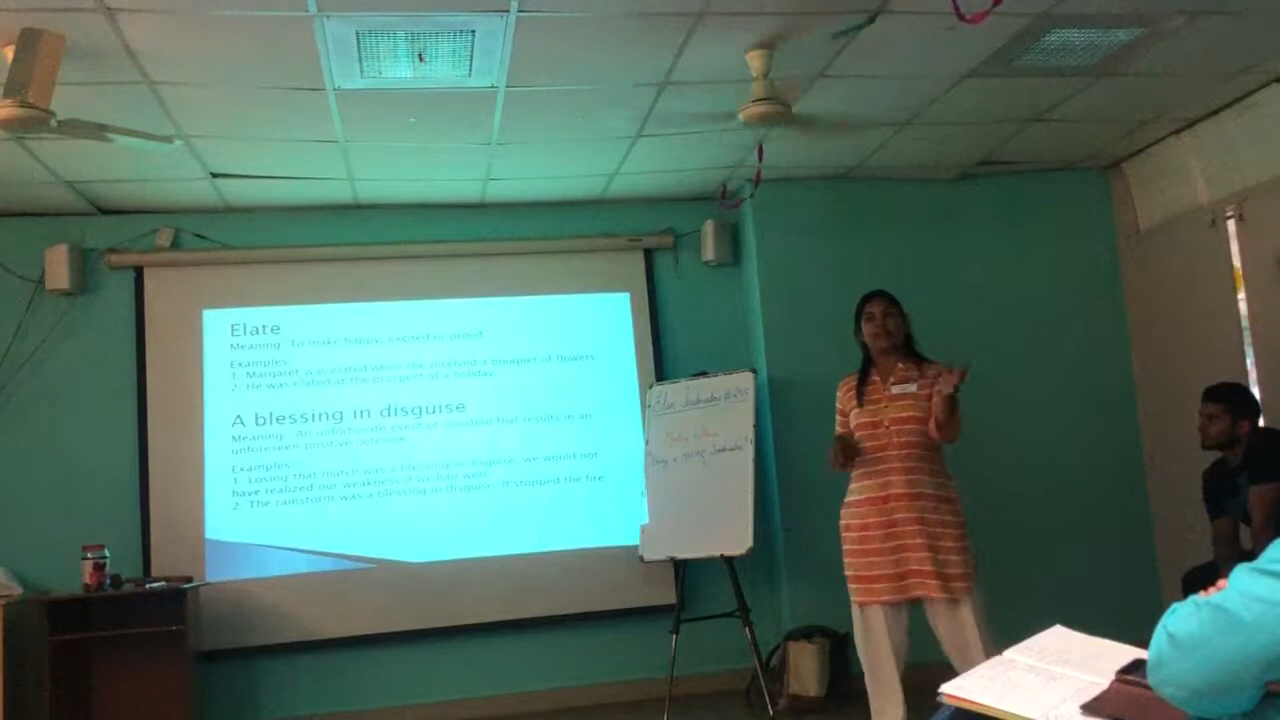 Elate
Meaning: To make happy, excited or proud
Examples:
1. Margaret was elated when she received a bouquet of flowers.
2. He was elated at the prospect of a holiday.
A blessing in disguise
Meaning: An unfortunate event or situation that results in an
unforeseen positive outcome.
Examples:
1. Losing that match was a blessing in disguise; we would not
have realized our weakness if we had won.
2. The rainstorm was a blessing in disguise. It stopped the fire